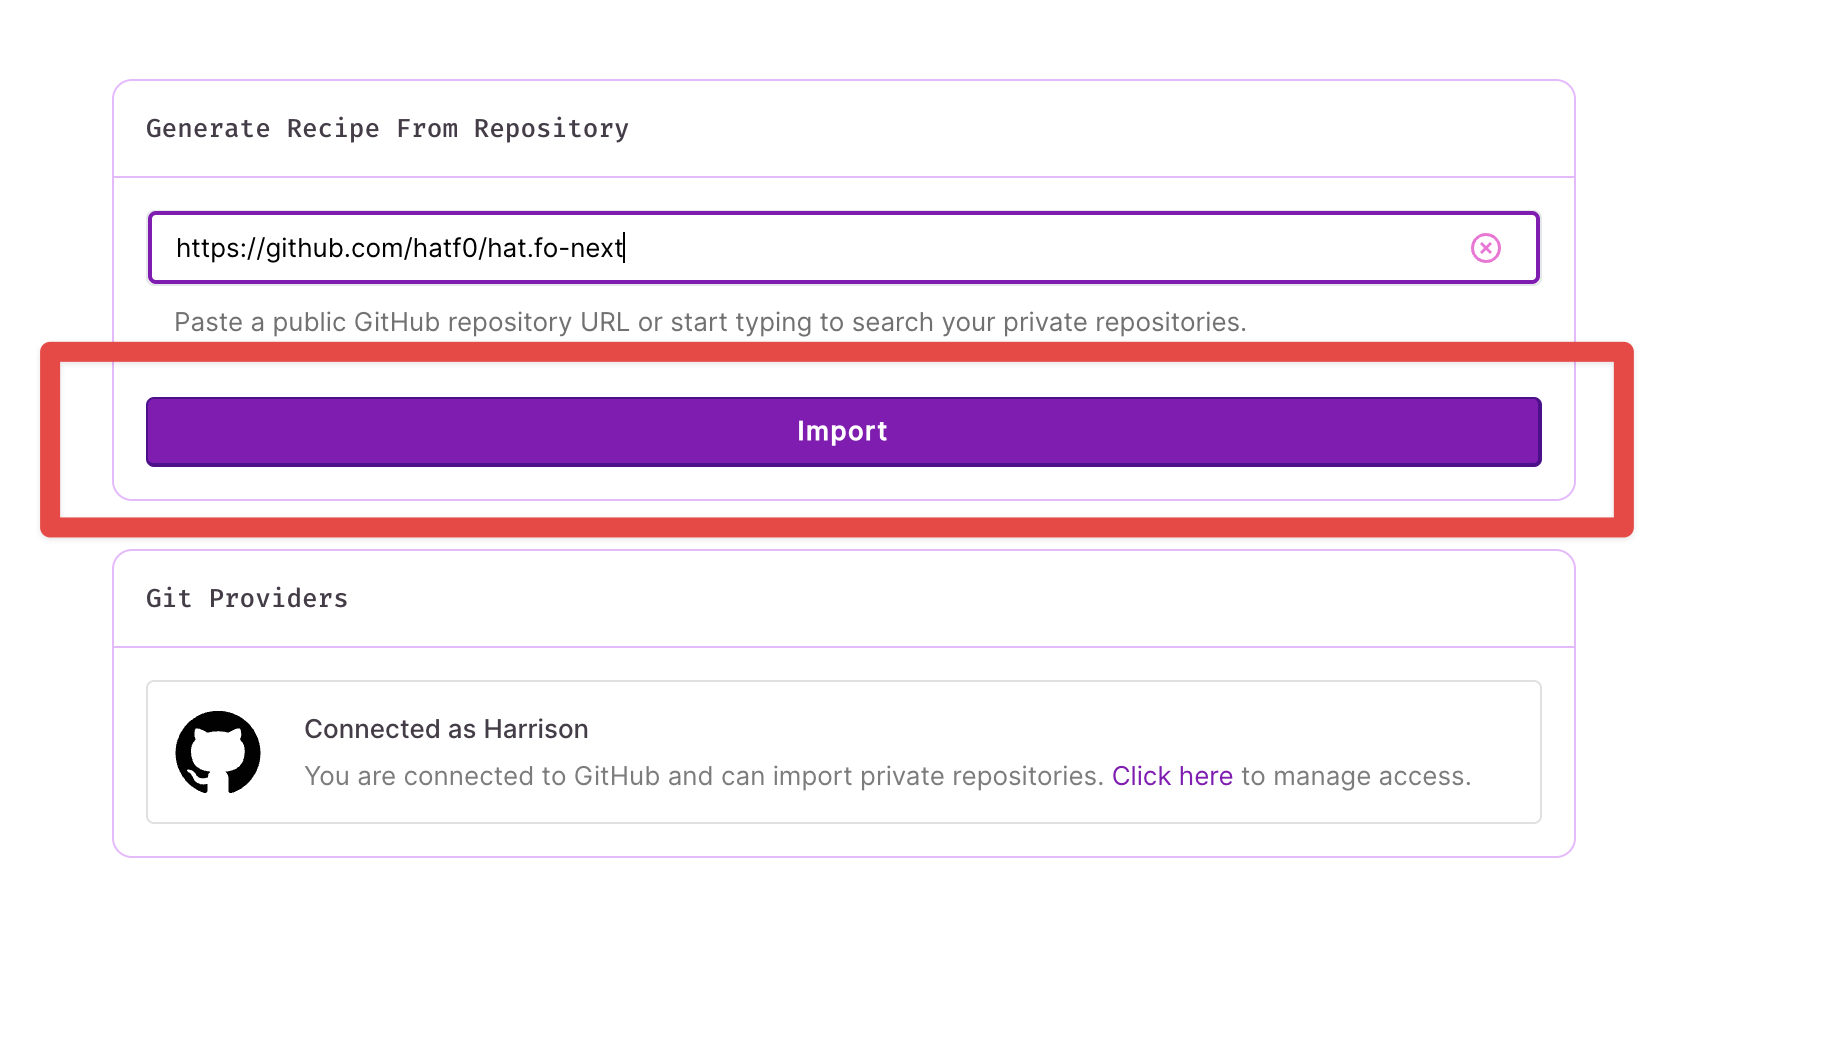 Generate Recipe From Repository
https://github.com/hatf0/hat.fo-next
Paste a public GitHub repository URL or start typing to search your private repositories.
Import
Git Providers
Connected as Harrison
You are connected to GitHub and can import private repositories. Click here to manage access.